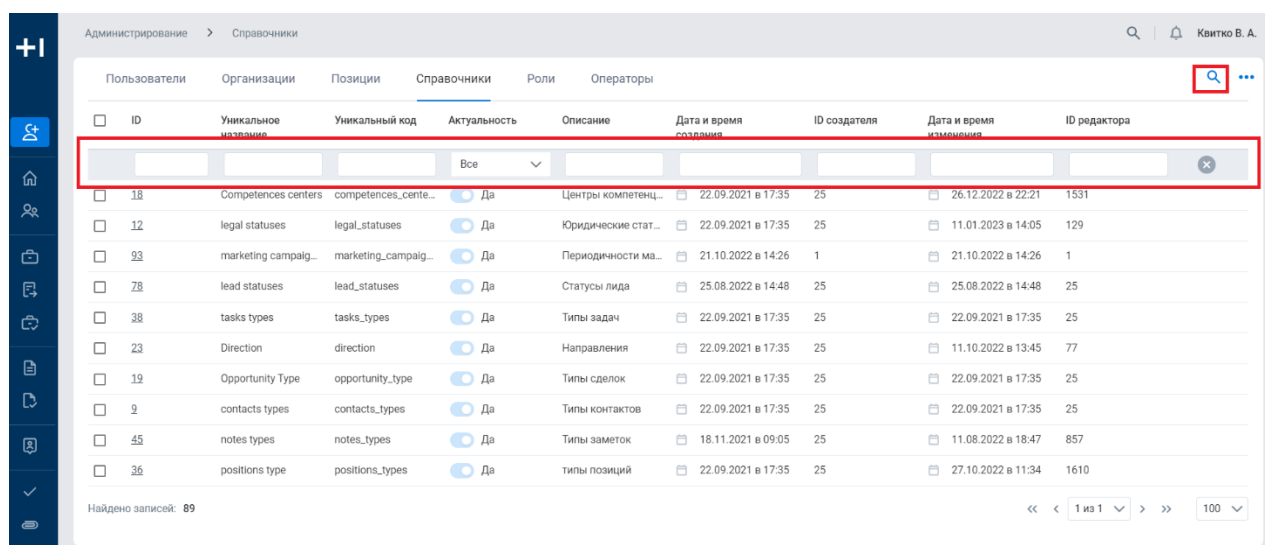 Администрирование > Справочники Квитко В. А.
Пользователи Организации Позиции Справочники Роли Операторы
ID Уникальное название Уникальный код Актуальность Описание Дата и время создания ID создателя Дата и время изменения ID редактора
Все
18 Competences centers competences_cente... Да Центры компетенц... 22.09.2021 в 17:35 25 26.12.2022 в 22:21 1531
12 legal statuses legal_statuses Да Юридические стат... 22.09.2021 в 17:35 25 11.01.2023 в 14:05 129
93 marketing campaig... marketing_campaig... Да Периодичности ма... 21.10.2022 в 14:26 1 21.10.2022 в 14:26 1
78 lead statuses lead_statuses Да Статусы лида 25.08.2022 в 14:48 25 25.08.2022 в 14:48 25
38 tasks types tasks_types Да Типы задач 22.09.2021 в 17:35 25 22.09.2021 в 17:35 25
23 Direction direction Да Направления 22.09.2021 в 17:35 25 11.10.2022 в 13:45 77
19 Opportunity Type opportunity_type Да Типы сделок 22.09.2021 в 17:35 25 22.09.2021 в 17:35 25
9 contacts types contacts_types Да Типы контактов 22.09.2021 в 17:35 25 22.09.2021 в 17:35 25
45 notes types notes_types Да Типы заметок 18.11.2021 в 09:05 25 11.08.2022 в 18:47 857
36 positions type positions_types Да типы позиций 22.09.2021 в 17:35 25 27.10.2022 в 11:34 1610
Найдено записей: 89 1 из 1 100